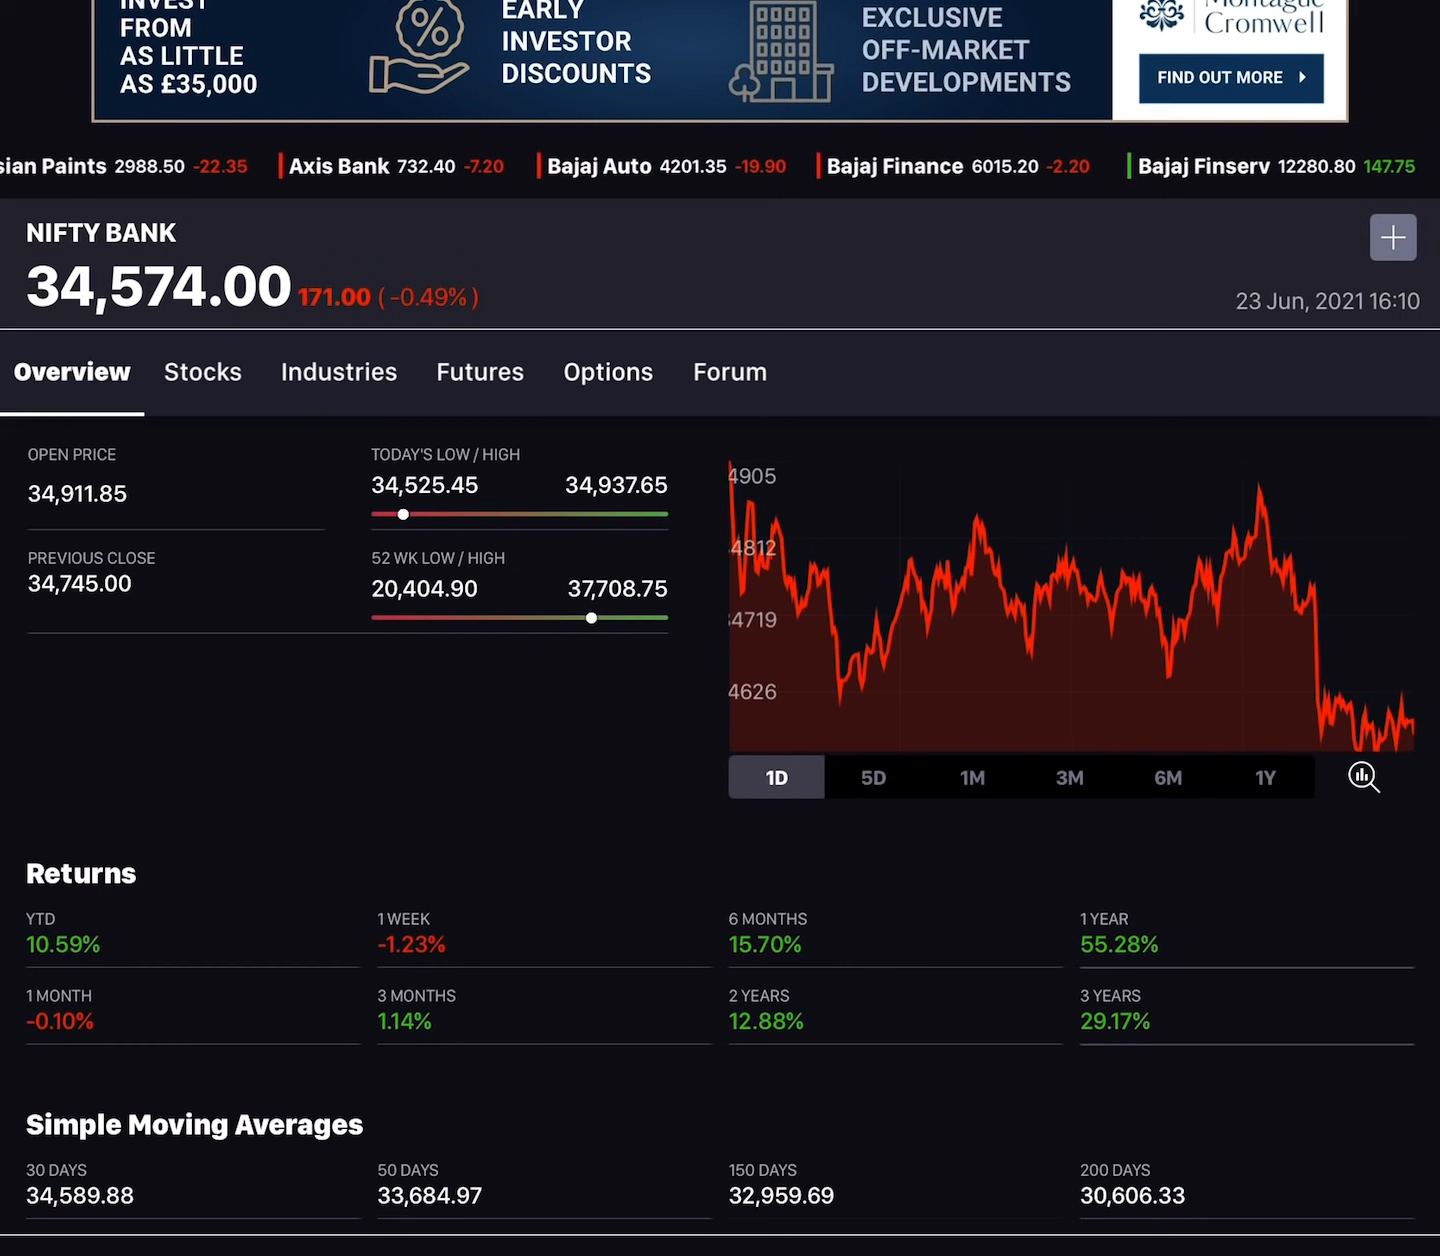 INVEST
FROM
AS LITTLE
AS £35,000
EARLY
INVESTOR
DISCOUNTS
EXCLUSIVE
OFF-MARKET
DEVELOPMENTS
Montague
Cromwell
FIND OUT MORE
sian Paints 2988.50 -22.35 Axis Bank 732.40 -7.20 Bajaj Auto 4201.35 -19.90 Bajaj Finance 6015.20 -2.20 Bajaj Finserv 12280.80 147.75
NIFTY BANK
34,574.00 171.00 ( -0.49% )
23 Jun, 2021 16:10
Overview Stocks Industries Futures Options Forum
OPEN PRICE
34,911.85
TODAY'S LOW / HIGH
34,525.45 34,937.65
PREVIOUS CLOSE
34,745.00
52 WK LOW / HIGH
20,404.90 37,708.75
4905
4812
34719
4626
1D 5D 1M 3M 6M 1Y
Returns
YTD 1 WEEK 6 MONTHS 1 YEAR
10.59% -1.23% 15.70% 55.28%
1 MONTH 3 MONTHS 2 YEARS 3 YEARS
-0.10% 1.14% 12.88% 29.17%
Simple Moving Averages
30 DAYS 50 DAYS 150 DAYS 200 DAYS
34,589.88 33,684.97 32,959.69 30,606.33